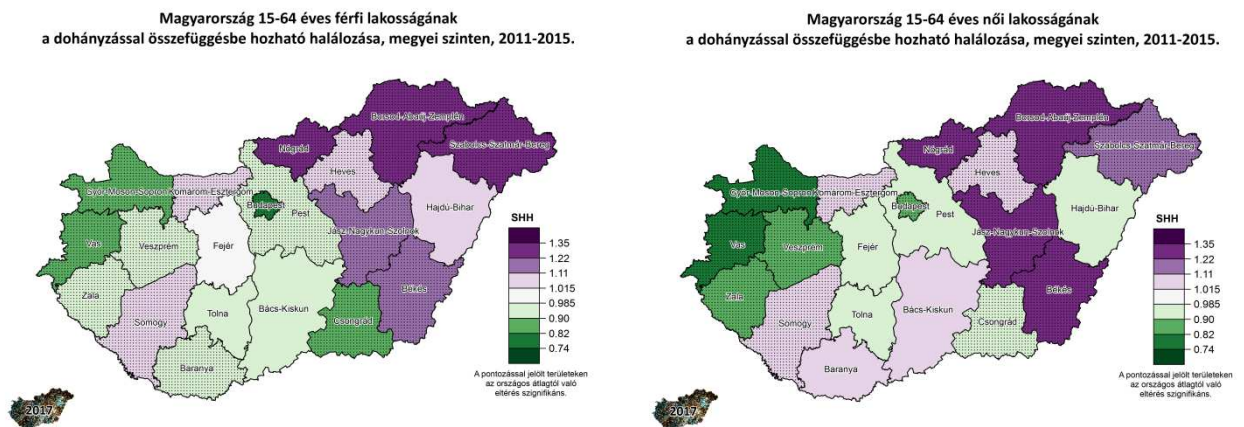 Magyarország 15-64 éves férfi lakosságának
a dohányzással összefüggésbe hozható halálozása, megyei szinten, 2011-2015.
Borsod-Abaúj-Zemplén
Szabolcs-Szatmár-Bereg
Nógrád
Heves
Győr-Moson-Sopron
Komárom-Esztergom
Budapest
Pest
Hajdú-Bihar
Jász-Nagykun-Szolnok
Vas
Veszprém
Fejér
Békés
Zala
Bács-Kiskun
Tolna
Somogy
Csongrád
Baranya
SHH
1.35
1.22
1.11
1.015
0.985
0.90
0.82
0.74
A pontozással jelölt területeken
az országos átlagtól való
eltérés szignifikáns.
2017
Magyarország 15-64 éves női lakosságának
a dohányzással összefüggésbe hozható halálozása, megyei szinten, 2011-2015.
Borsod-Abaúj-Zemplén
Szabolcs-Szatmár-Bereg
Nógrád
Heves
Győr-Moson-Sopron
Komárom-Esztergom
Budapest
Pest
Hajdú-Bihar
Jász-Nagykun-Szolnok
Vas
Veszprém
Fejér
Békés
Zala
Bács-Kiskun
Tolna
Somogy
Csongrád
Baranya
SHH
1.35
1.22
1.11
1.015
0.985
0.90
0.82
0.74
A pontozással jelölt területeken
az országos átlagtól való
eltérés szignifikáns.
2017